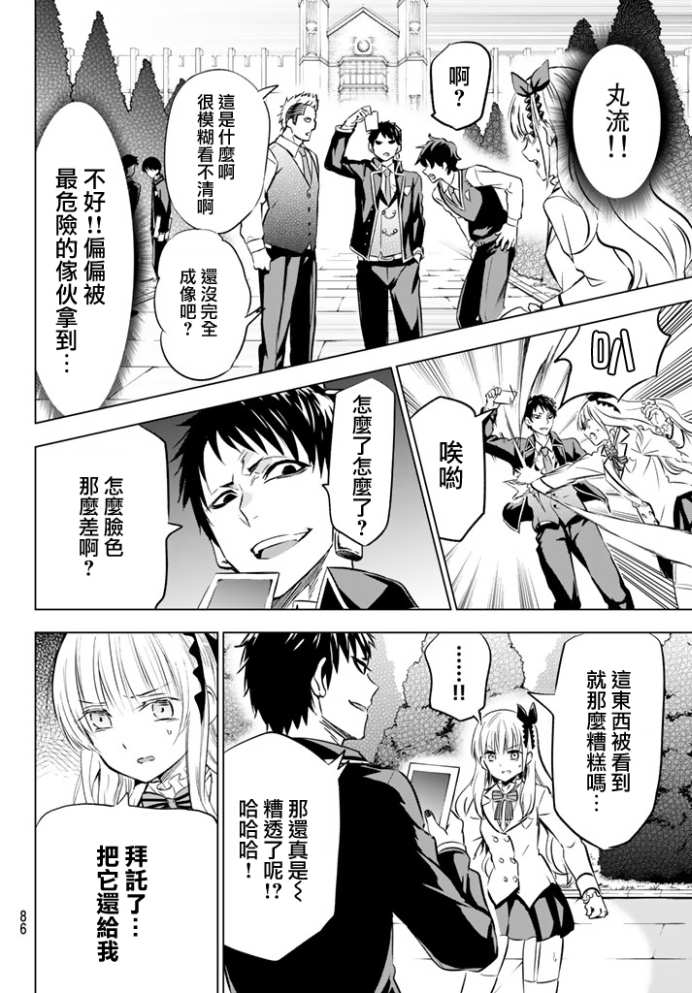 丸流!!
啊?
這是什麼啊
很模糊看不清啊
還沒完全
成像吧?
不好!!偏偏被
最危險的傢伙拿到…
叭
唉喲
怎麼了怎麼了?
怎麼臉色
那麼差啊?
這東西被看到
就那麼糟糕嗎…
……!!
那還真是~
糟透了呢!?
哈哈哈!
拜託了…
把它還給我
86